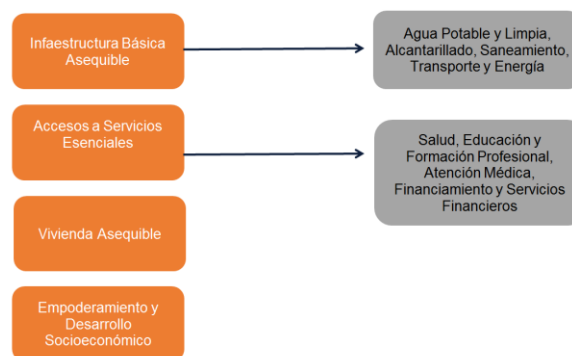 Infaestructura Básica
Asequible
Agua Potable y Limpia,
Alcantarillado, Saneamiento,
Transporte y Energía
Accesos a Servicios
Esenciales
Salud, Educación y
Formación Profesional,
Atención Médica,
Financiamiento y Servicios
Financieros
Vivienda Asequible
Empoderamiento y
Desarrollo
Socioeconómico